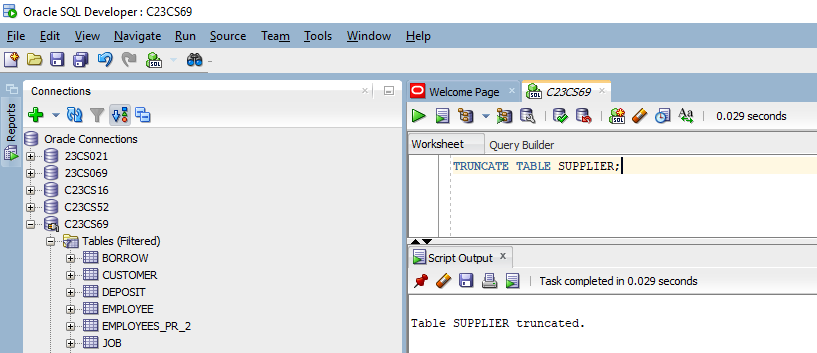 Oracle SQL Developer : C23CS69
File Edit View Navigate Run Source Team Tools Window Help
Connections
Reports
Oracle Connections
23CS021
23CS069
C23CS16
C23CS52
C23CS69
Tables (Filtered)
BORROW
CUSTOMER
DEPOSIT
EMPLOYEE
EMPLOYEES_PR_2
JOB
Welcome Page
C23CS69
0.029 seconds
Worksheet Query Builder
TRUNCATE TABLE SUPPLIER;
Script Output
Task completed in 0.029 seconds
Table SUPPLIER truncated.